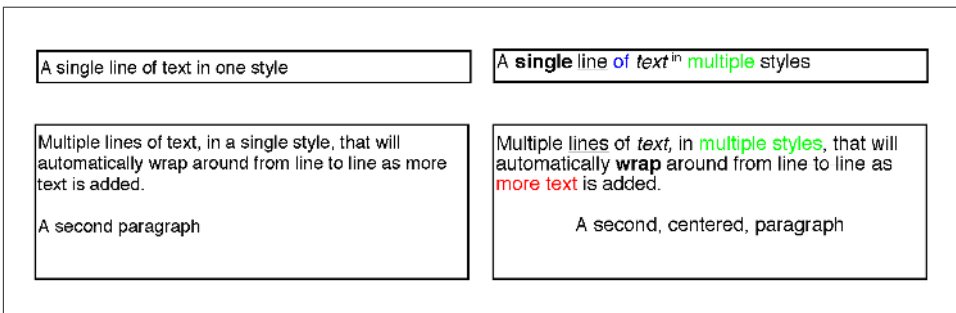 A single line of text in one style
A single line of text in multiple styles
Multiple lines of text, in a single style, that will
automatically wrap around from line to line as more
text is added.
A second paragraph
Multiple lines of text, in multiple styles, that will
automatically wrap around from line to line as
more text is added.
A second, centered, paragraph